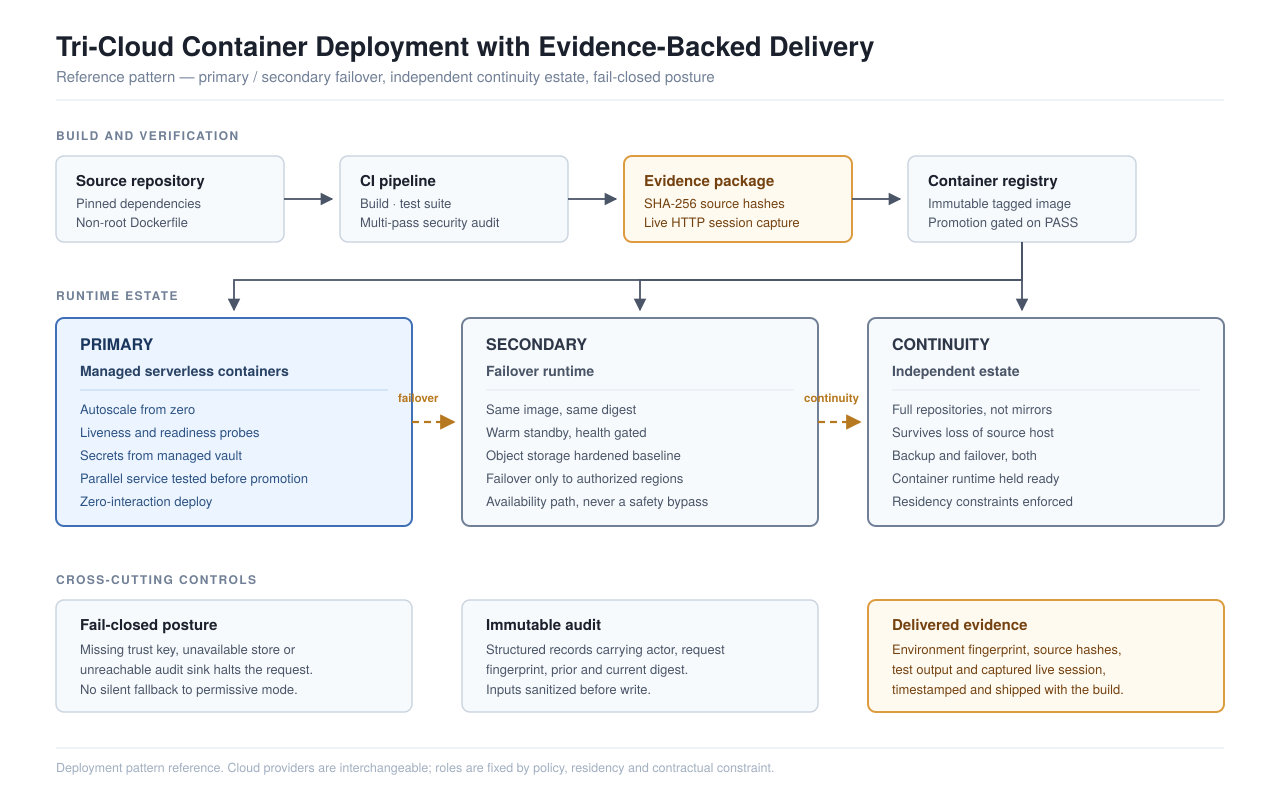 Tri-Cloud Container Deployment with Evidence-Backed Delivery
Reference pattern — primary / secondary failover, independent continuity estate, fail-closed posture
BUILD AND VERIFICATION
Source repository
Pinned dependencies
Non-root Dockerfile
CI pipeline
Build · test suite
Multi-pass security audit
Evidence package
SHA-256 source hashes
Live HTTP session capture
Container registry
Immutable tagged image
Promotion gated on PASS
RUNTIME ESTATE
PRIMARY
Managed serverless containers
Autoscale from zero
Liveness and readiness probes
Secrets from managed vault
Parallel service tested before promotion
Zero-interaction deploy
failover
SECONDARY
Failover runtime
Same image, same digest
Warm standby, health gated
Object storage hardened baseline
Failover only to authorized regions
Availability path, never a safety bypass
continuity
CONTINUITY
Independent estate
Full repositories, not mirrors
Survives loss of source host
Backup and failover, both
Container runtime held ready
Residency constraints enforced
CROSS-CUTTING CONTROLS
Fail-closed posture
Missing trust key, unavailable store or
unreachable audit sink halts the request.
No silent fallback to permissive mode.
Immutable audit
Structured records carrying actor, request
fingerprint, prior and current digest.
Inputs sanitized before write.
Delivered evidence
Environment fingerprint, source hashes,
test output and captured live session,
timestamped and shipped with the build.
Deployment pattern reference. Cloud providers are interchangeable; roles are fixed by policy, residency and contractual constraint.